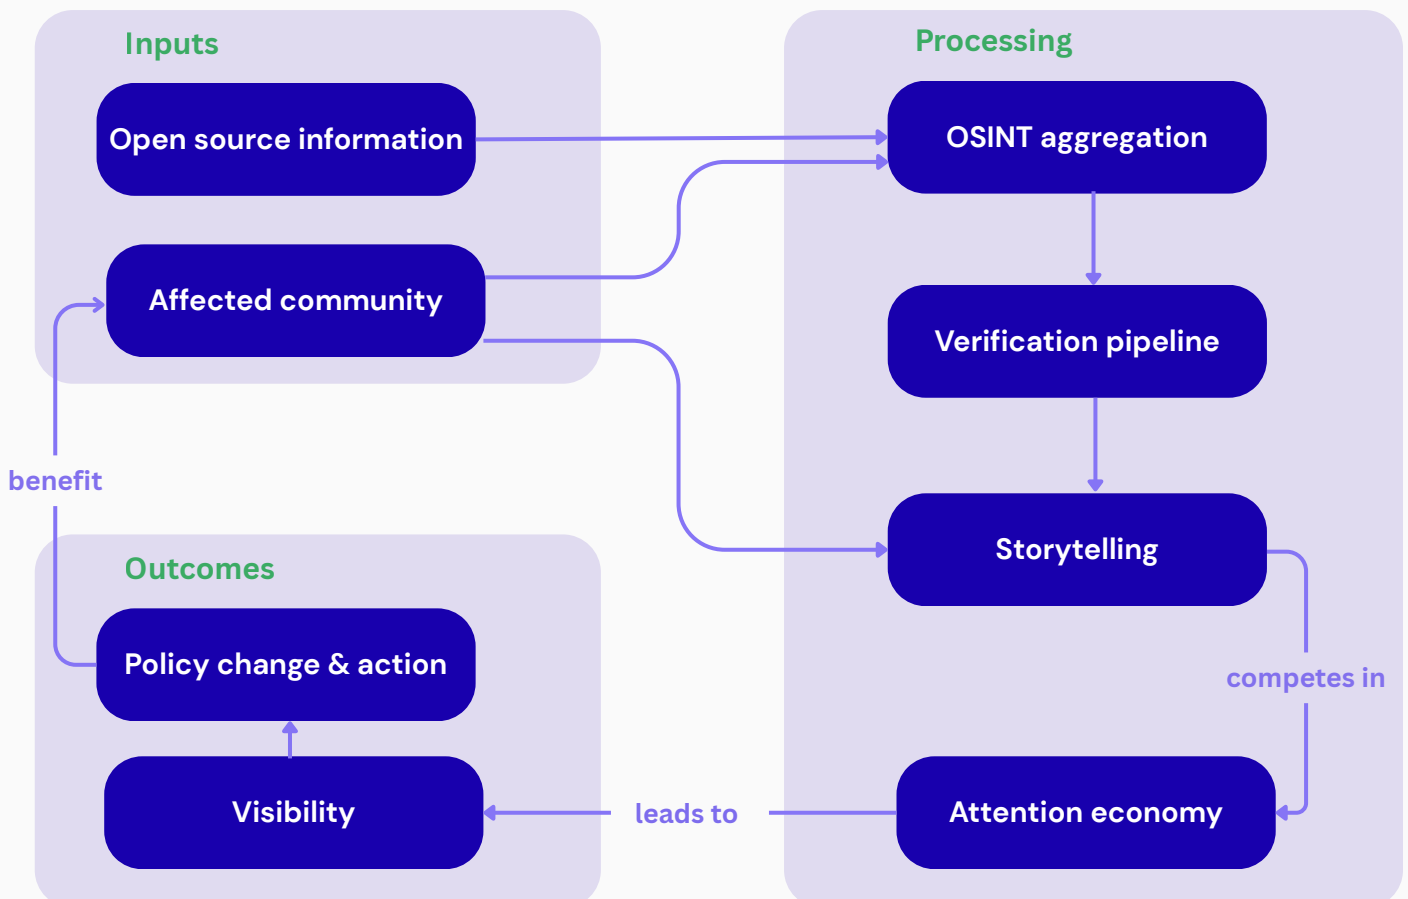 Inputs
Open source information
Affected community
Processing
OSINT aggregation
Verification pipeline
Storytelling
competes in
Attention economy
leads to
Outcomes
Policy change & action
Visibility
benefit